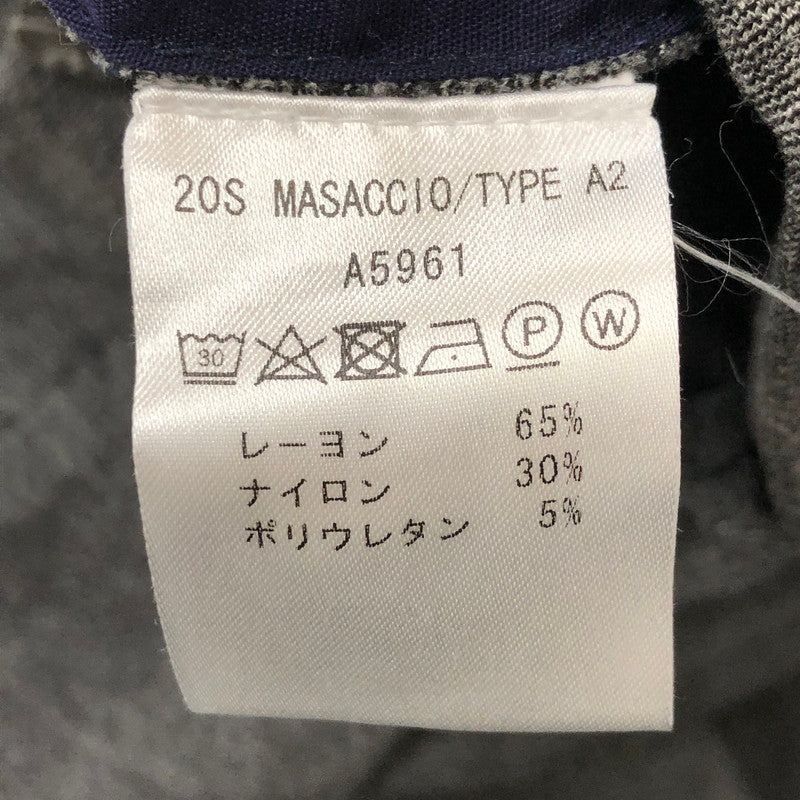 20S MASACCIO/TYPE A2
A5961
30 P W
レーヨン 65%
ナイロン 30%
ポリウレタン 5%